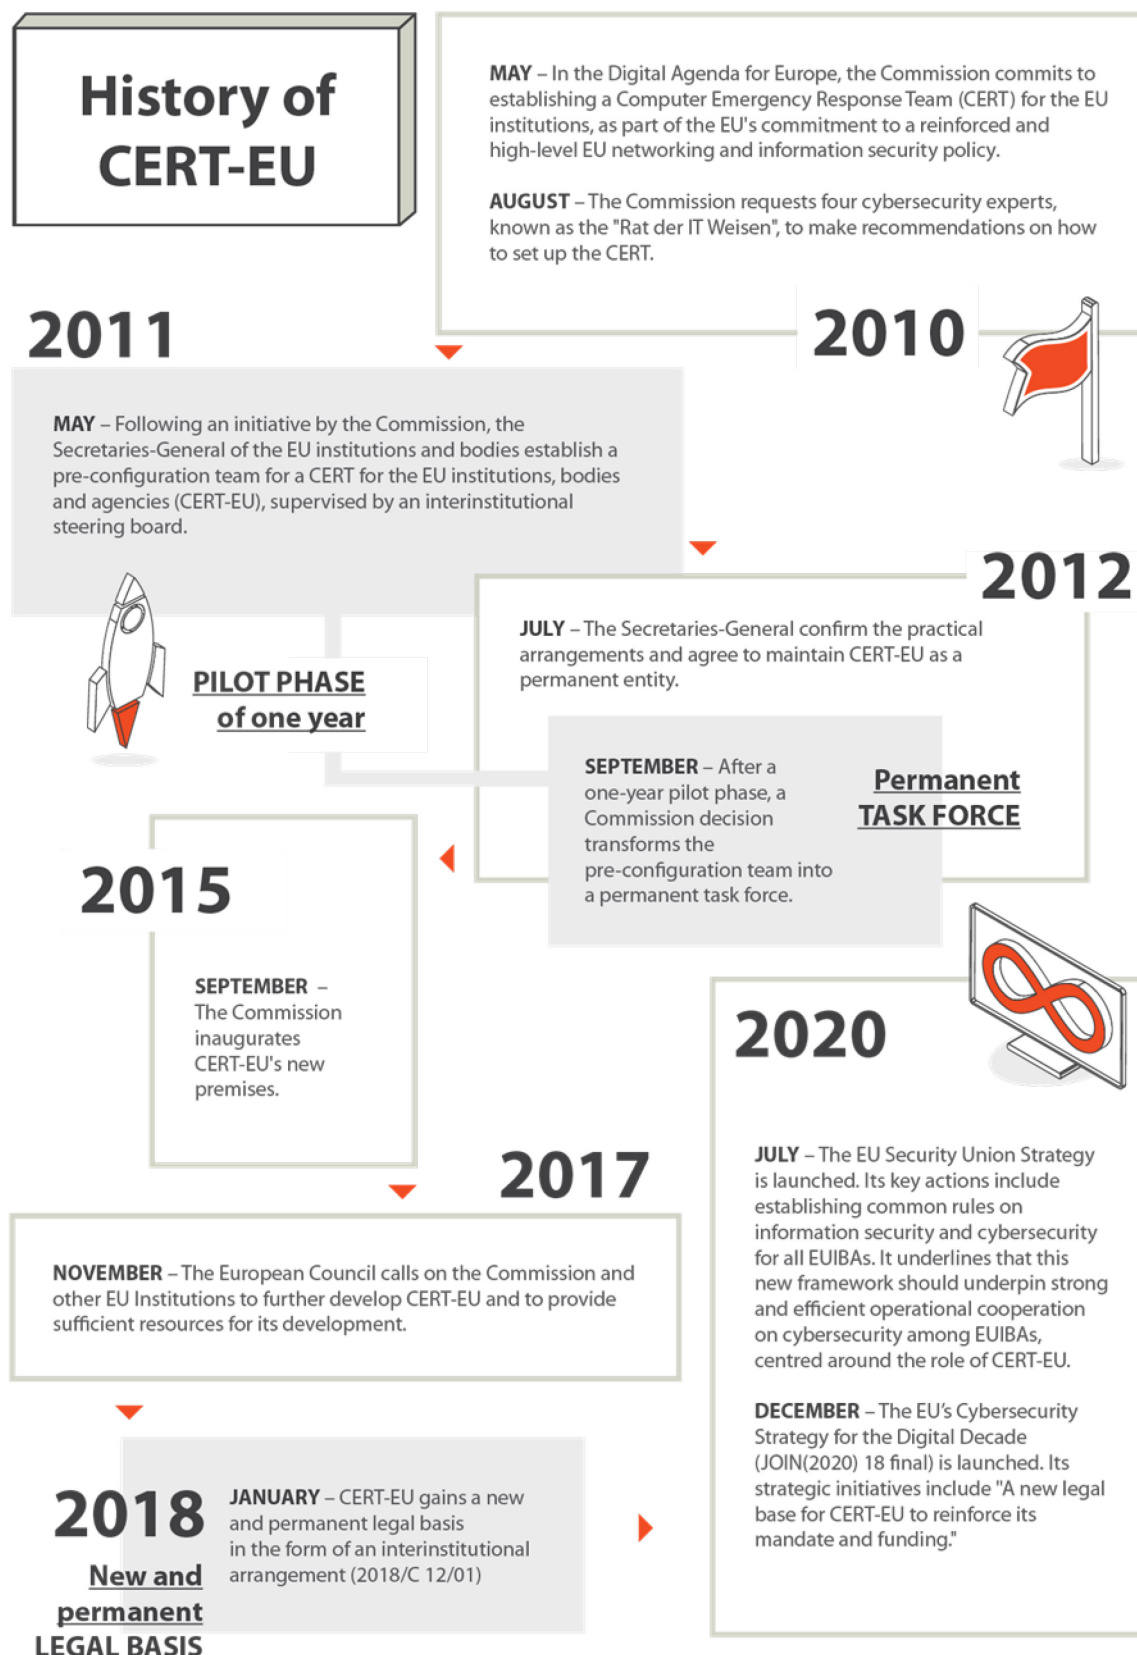 History of
CERT-EU
MAY – In the Digital Agenda for Europe, the Commission commits to
establishing a Computer Emergency Response Team (CERT) for the EU
institutions, as part of the EU's commitment to a reinforced and
high-level EU networking and information security policy.
AUGUST – The Commission requests four cybersecurity experts,
known as the "Rat der IT Weisen", to make recommendations on how
to set up the CERT.
2010
2011
MAY – Following an initiative by the Commission, the
Secretaries-General of the EU institutions and bodies establish a
pre-configuration team for a CERT for the EU institutions, bodies
and agencies (CERT-EU), supervised by an interinstitutional
steering board.
PILOT PHASE
of one year
2012
JULY – The Secretaries-General confirm the practical
arrangements and agree to maintain CERT-EU as a
permanent entity.
SEPTEMBER – After a
one-year pilot phase, a
Commission decision
transforms the
pre-configuration team into
a permanent task force.
Permanent
TASK FORCE
2015
SEPTEMBER –
The Commission
inaugurates
CERT-EU's new
premises.
2017
NOVEMBER – The European Council calls on the Commission and
other EU Institutions to further develop CERT-EU and to provide
sufficient resources for its development.
2018
New and
permanent
LEGAL BASIS
JANUARY – CERT-EU gains a new
and permanent legal basis
in the form of an interinstitutional
arrangement (2018/C 12/01)
2020
JULY – The EU Security Union Strategy
is launched. Its key actions include
establishing common rules on
information security and cybersecurity
for all EUIBAs. It underlines that this
new framework should underpin strong
and efficient operational cooperation
on cybersecurity among EUIBAs,
centred around the role of CERT-EU.
DECEMBER – The EU's Cybersecurity
Strategy for the Digital Decade
(JOIN(2020) 18 final) is launched. Its
strategic initiatives include "A new legal
base for CERT-EU to reinforce its
mandate and funding."